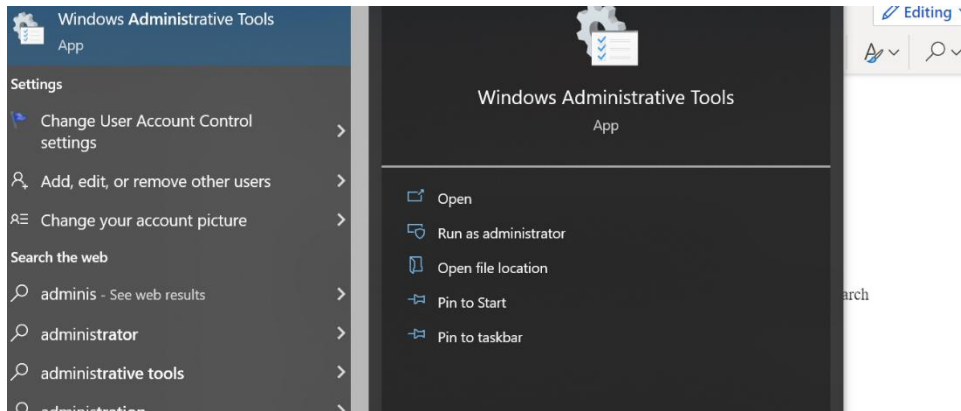 Windows Administrative Tools
App
Settings
Change User Account Control
settings
Add, edit, or remove other users
Change your account picture
Search the web
adminis - See web results
administrator
administrative tools
administration
Windows Administrative Tools
App
Open
Run as administrator
Open file location
Pin to Start
Pin to taskbar
Editing
arch